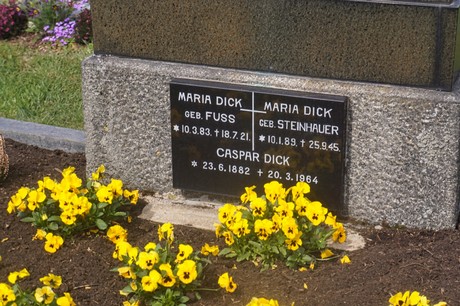 MARIA DICK
GEB. FUSS
* 10.3.83. † 18.7.21.
MARIA DICK
GEB. STEINHAUER
* 10.1.89. † 25.9.45.
CASPAR DICK
* 23.6.1882 † 20.3.1964